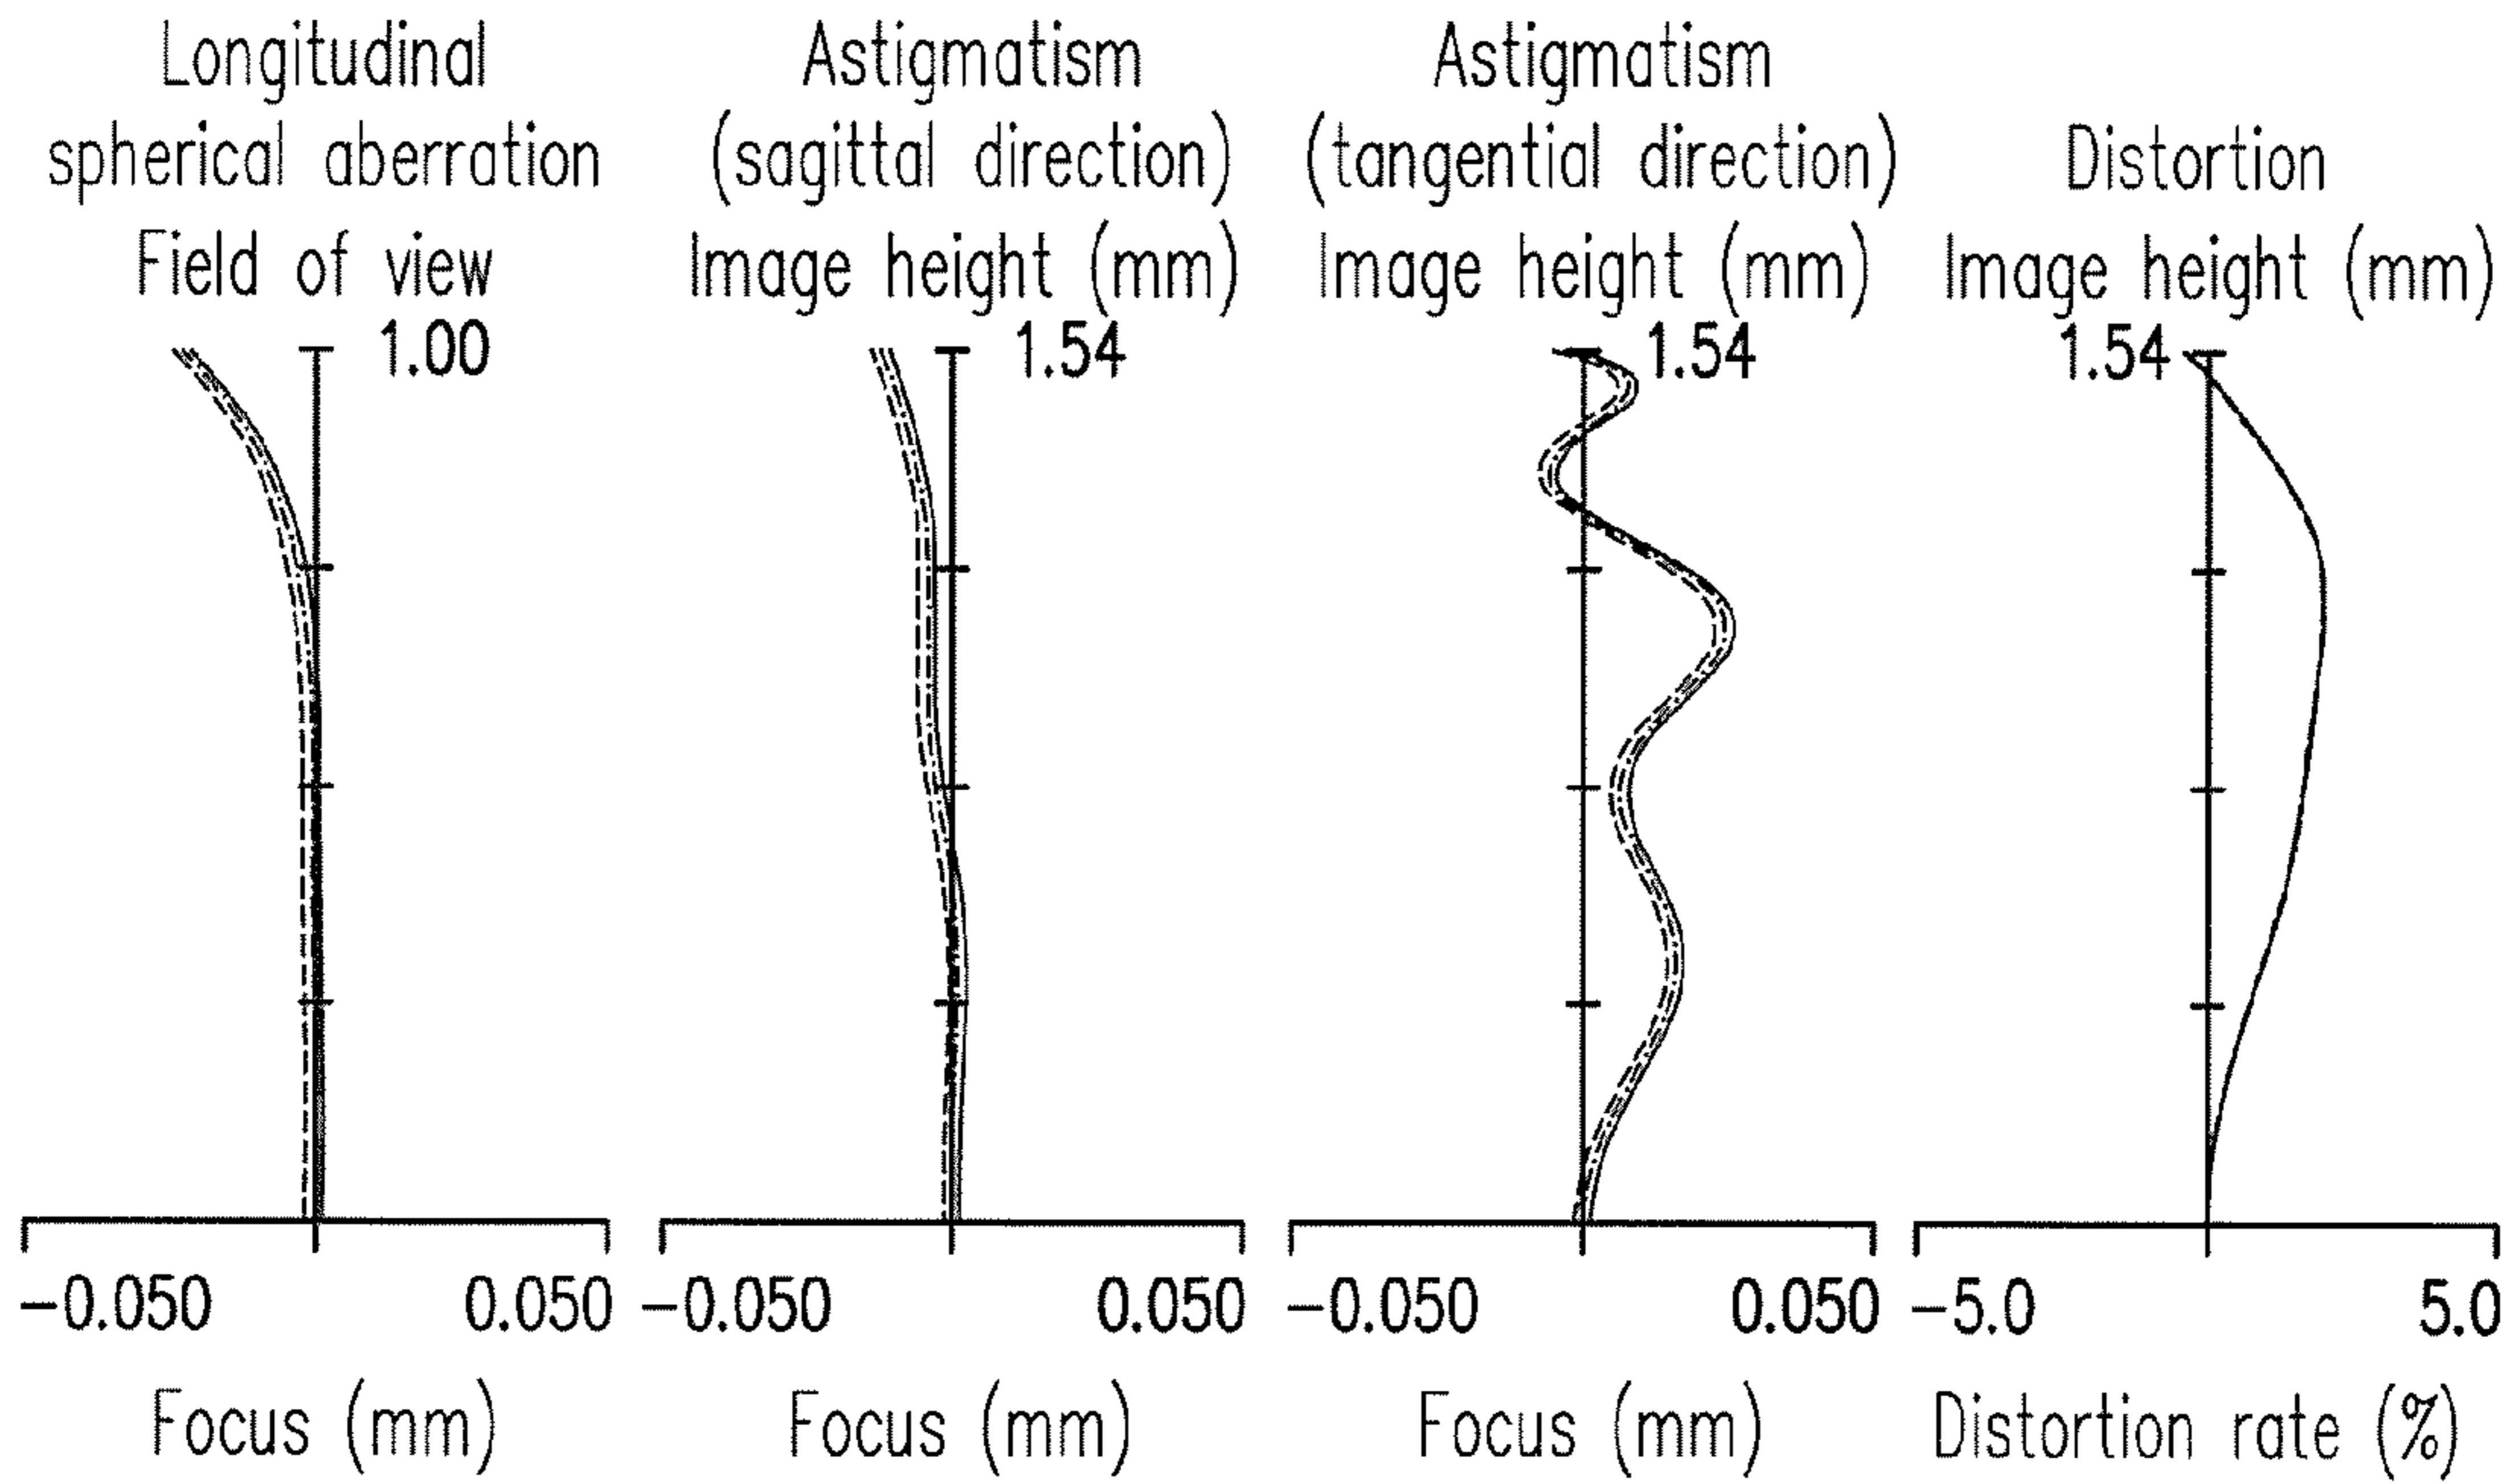 Longitudinal
spherical aberration
Field of view
1.00
−0.050 0.050
Focus (mm)
Astigmatism
(sagittal direction)
Image height (mm)
1.54
−0.050 0.050
Focus (mm)
Astigmatism
(tangential direction)
Image height (mm)
1.54
−0.050 0.050
Focus (mm)
Distortion
Image height (mm)
1.54
−5.0 5.0
Distortion rate (%)